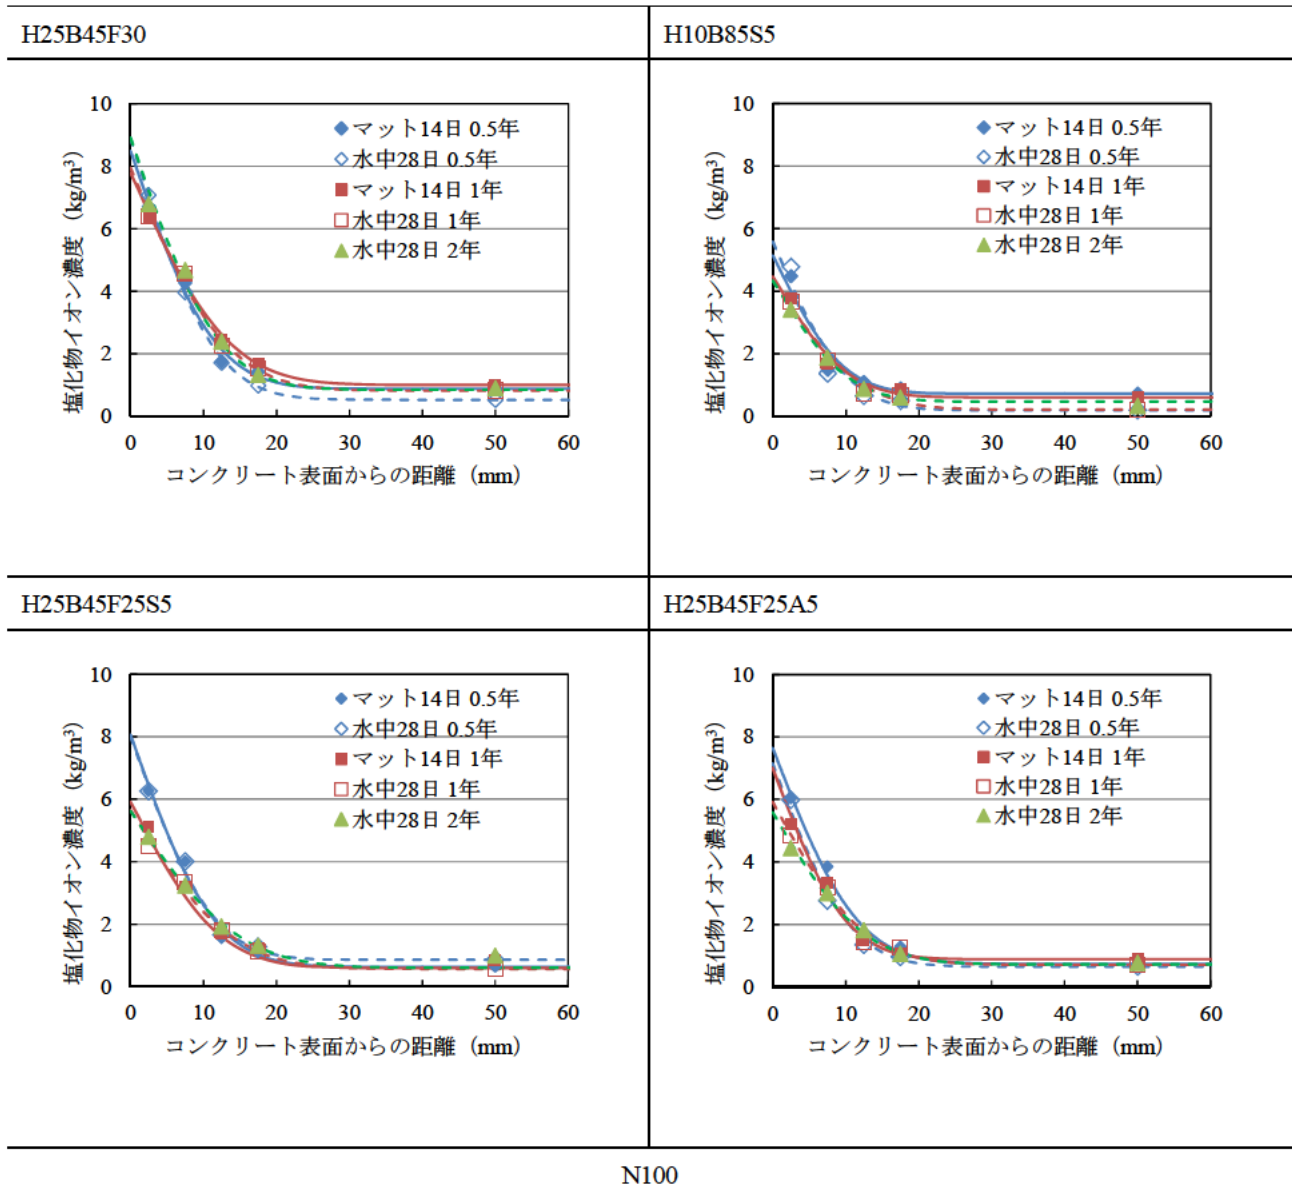 H25B45F30
H10B85S5
10
8
6
4
2
0
塩化物イオン濃度（kg/m³）
マット14日 0.5年
水中28日 0.5年
マット14日 1年
水中28日 1年
水中28日 2年
0 10 20 30 40 50 60
コンクリート表面からの距離（mm）
10
8
6
4
2
0
塩化物イオン濃度（kg/m³）
マット14日 0.5年
水中28日 0.5年
マット14日 1年
水中28日 1年
水中28日 2年
0 10 20 30 40 50 60
コンクリート表面からの距離（mm）
H25B45F25S5
H25B45F25A5
10
8
6
4
2
0
塩化物イオン濃度（kg/m³）
マット14日 0.5年
水中28日 0.5年
マット14日 1年
水中28日 1年
水中28日 2年
0 10 20 30 40 50 60
コンクリート表面からの距離（mm）
10
8
6
4
2
0
塩化物イオン濃度（kg/m³）
マット14日 0.5年
水中28日 0.5年
マット14日 1年
水中28日 1年
水中28日 2年
0 10 20 30 40 50 60
コンクリート表面からの距離（mm）
N100